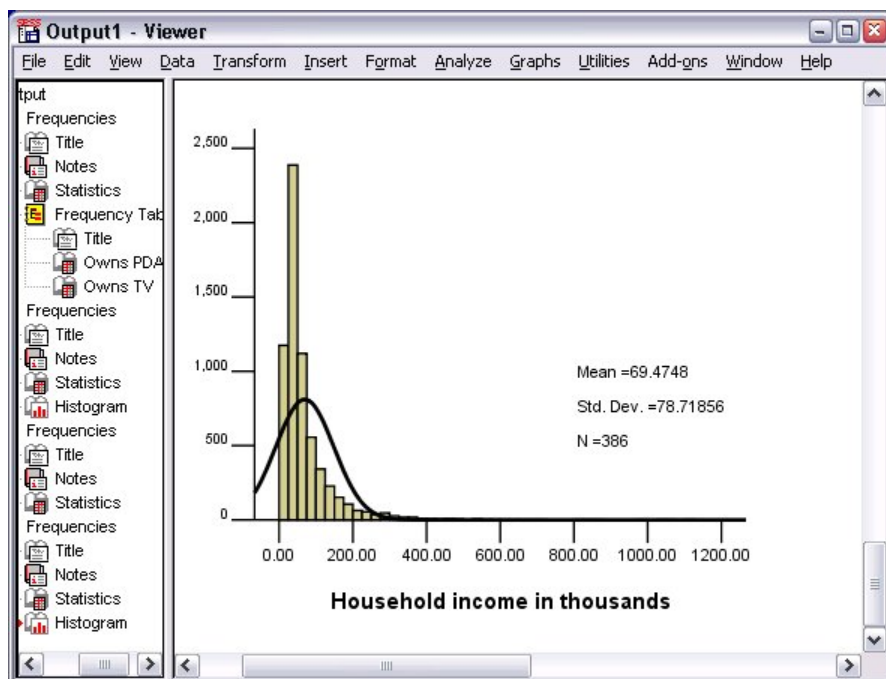 Output1 - Viewer
File Edit View Data Transform Insert Format Analyze Graphs Utilities Add-ons Window Help
tput
Frequencies
Title
Notes
Statistics
Frequency Tab
Title
Owns PDA
Owns TV
Frequencies
Title
Notes
Statistics
Histogram
Frequencies
Title
Notes
Statistics
Frequencies
Title
Notes
Statistics
Histogram
2,500
2,000
1,500
1,000
500
0
Mean =69.4748
Std. Dev. =78.71856
N =386
0.00 200.00 400.00 600.00 800.00 1000.00 1200.00
Household income in thousands